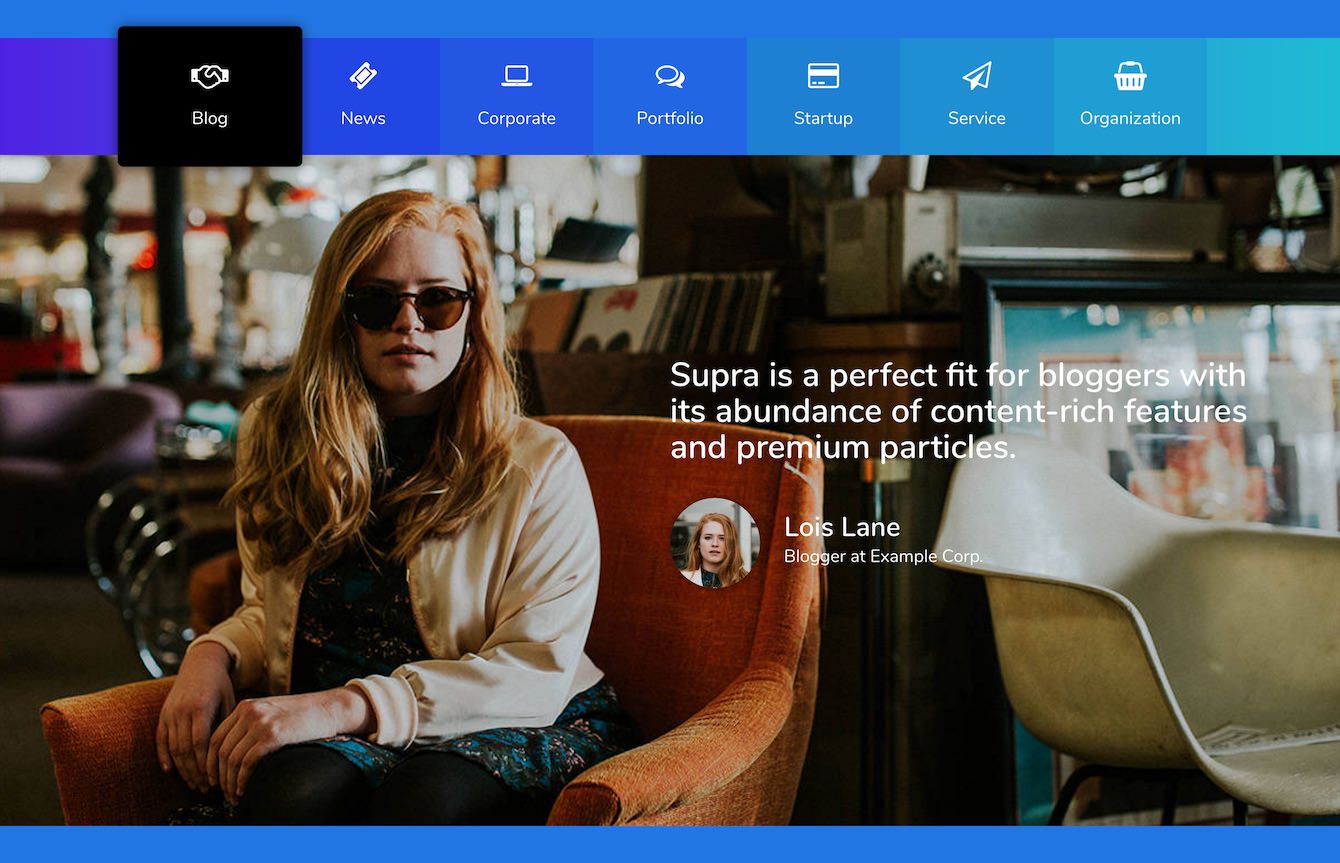 Blog
News
Corporate
Portfolio
Startup
Service
Organization
Supra is a perfect fit for bloggers with
its abundance of content-rich features
and premium particles.
Lois Lane
Blogger at Example Corp.